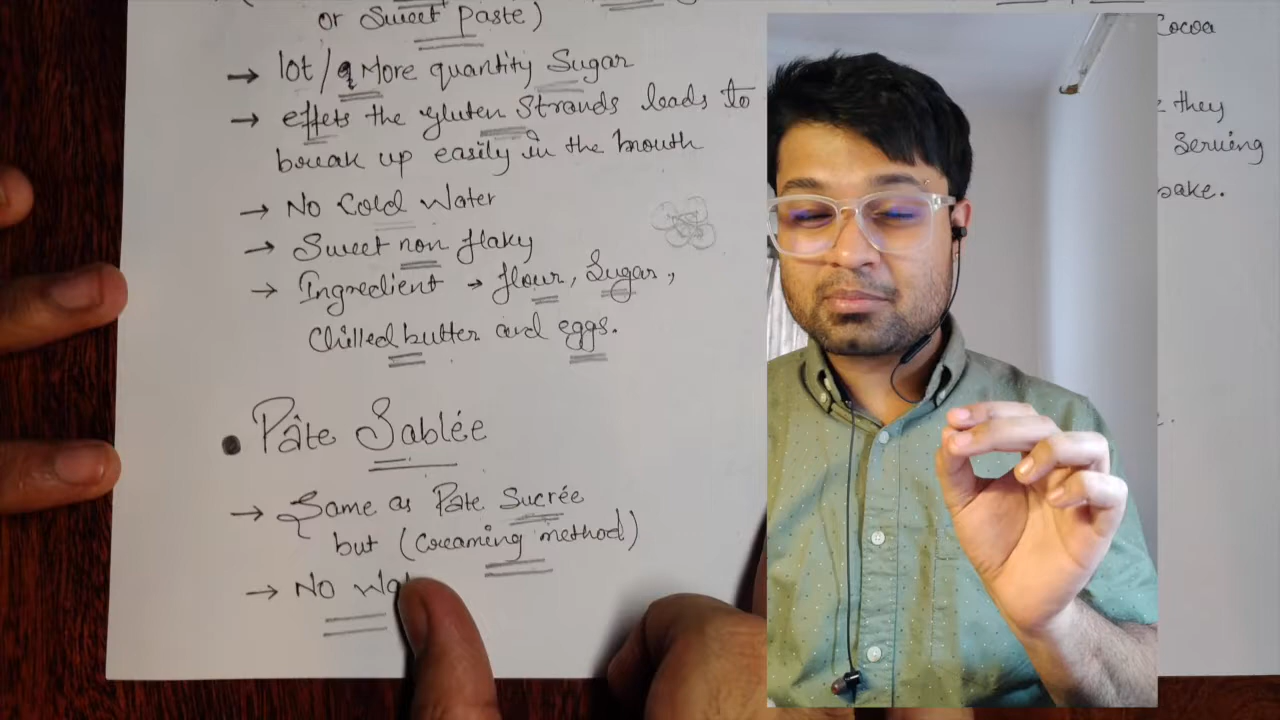 or Sweet paste)
→ lot / More quantity Sugar
→ effets the gluten Strands leads to
break up easily in the mouth
→ No Cold Water
→ Sweet non flaky
→ Ingredient → flour, Sugar,
Chilled butter and eggs.
• Pâte Sablée
→ Same as Pâte Sucrée
but (Creaming method)
→ No
Cocoa
they
Serving
bake.